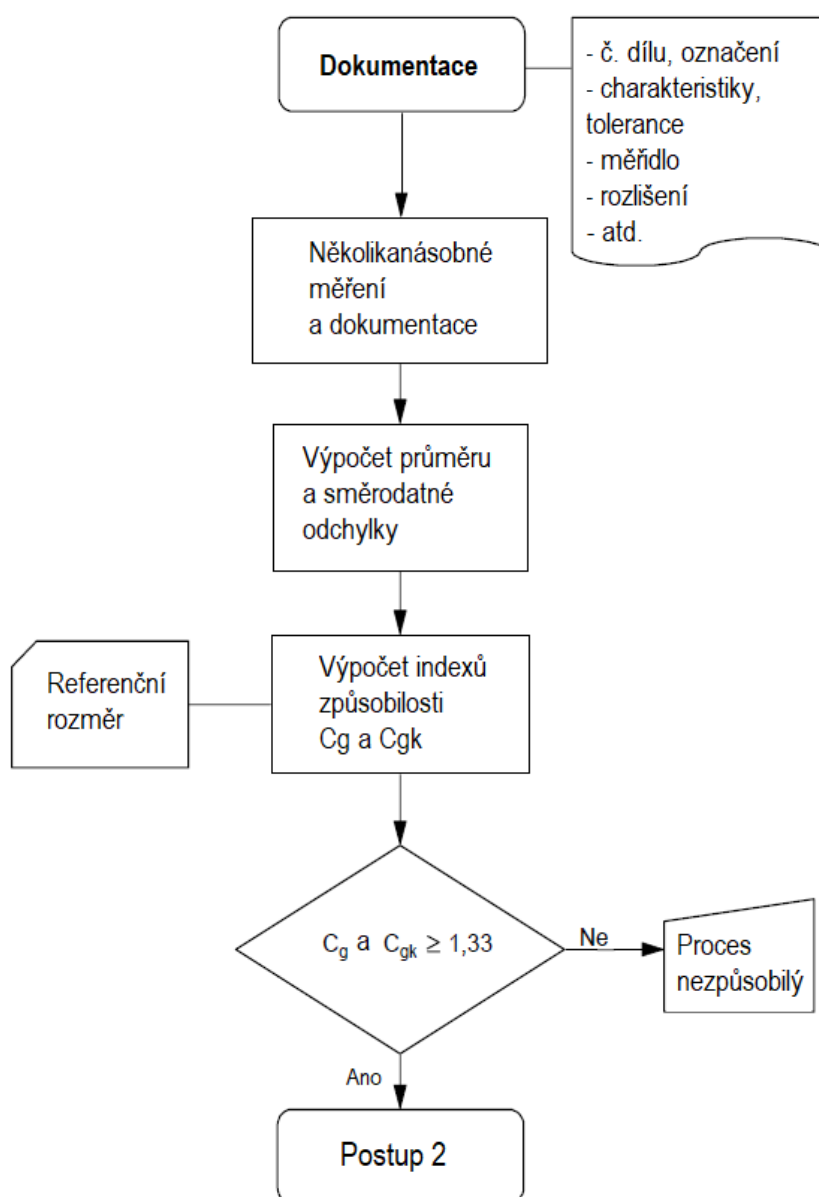 Dokumentace
- č. dílu, označení
- charakteristiky,
tolerance
- měřidlo
- rozlišení
- atd.
Několikanásobné
měření
a dokumentace
Výpočet průměru
a směrodatné
odchylky
Referenční
rozměr
Výpočet indexů
způsobilosti
Cg a Cgk
Cg a Cgk ≥ 1,33
Ne
Proces
nezpůsobilý
Ano
Postup 2